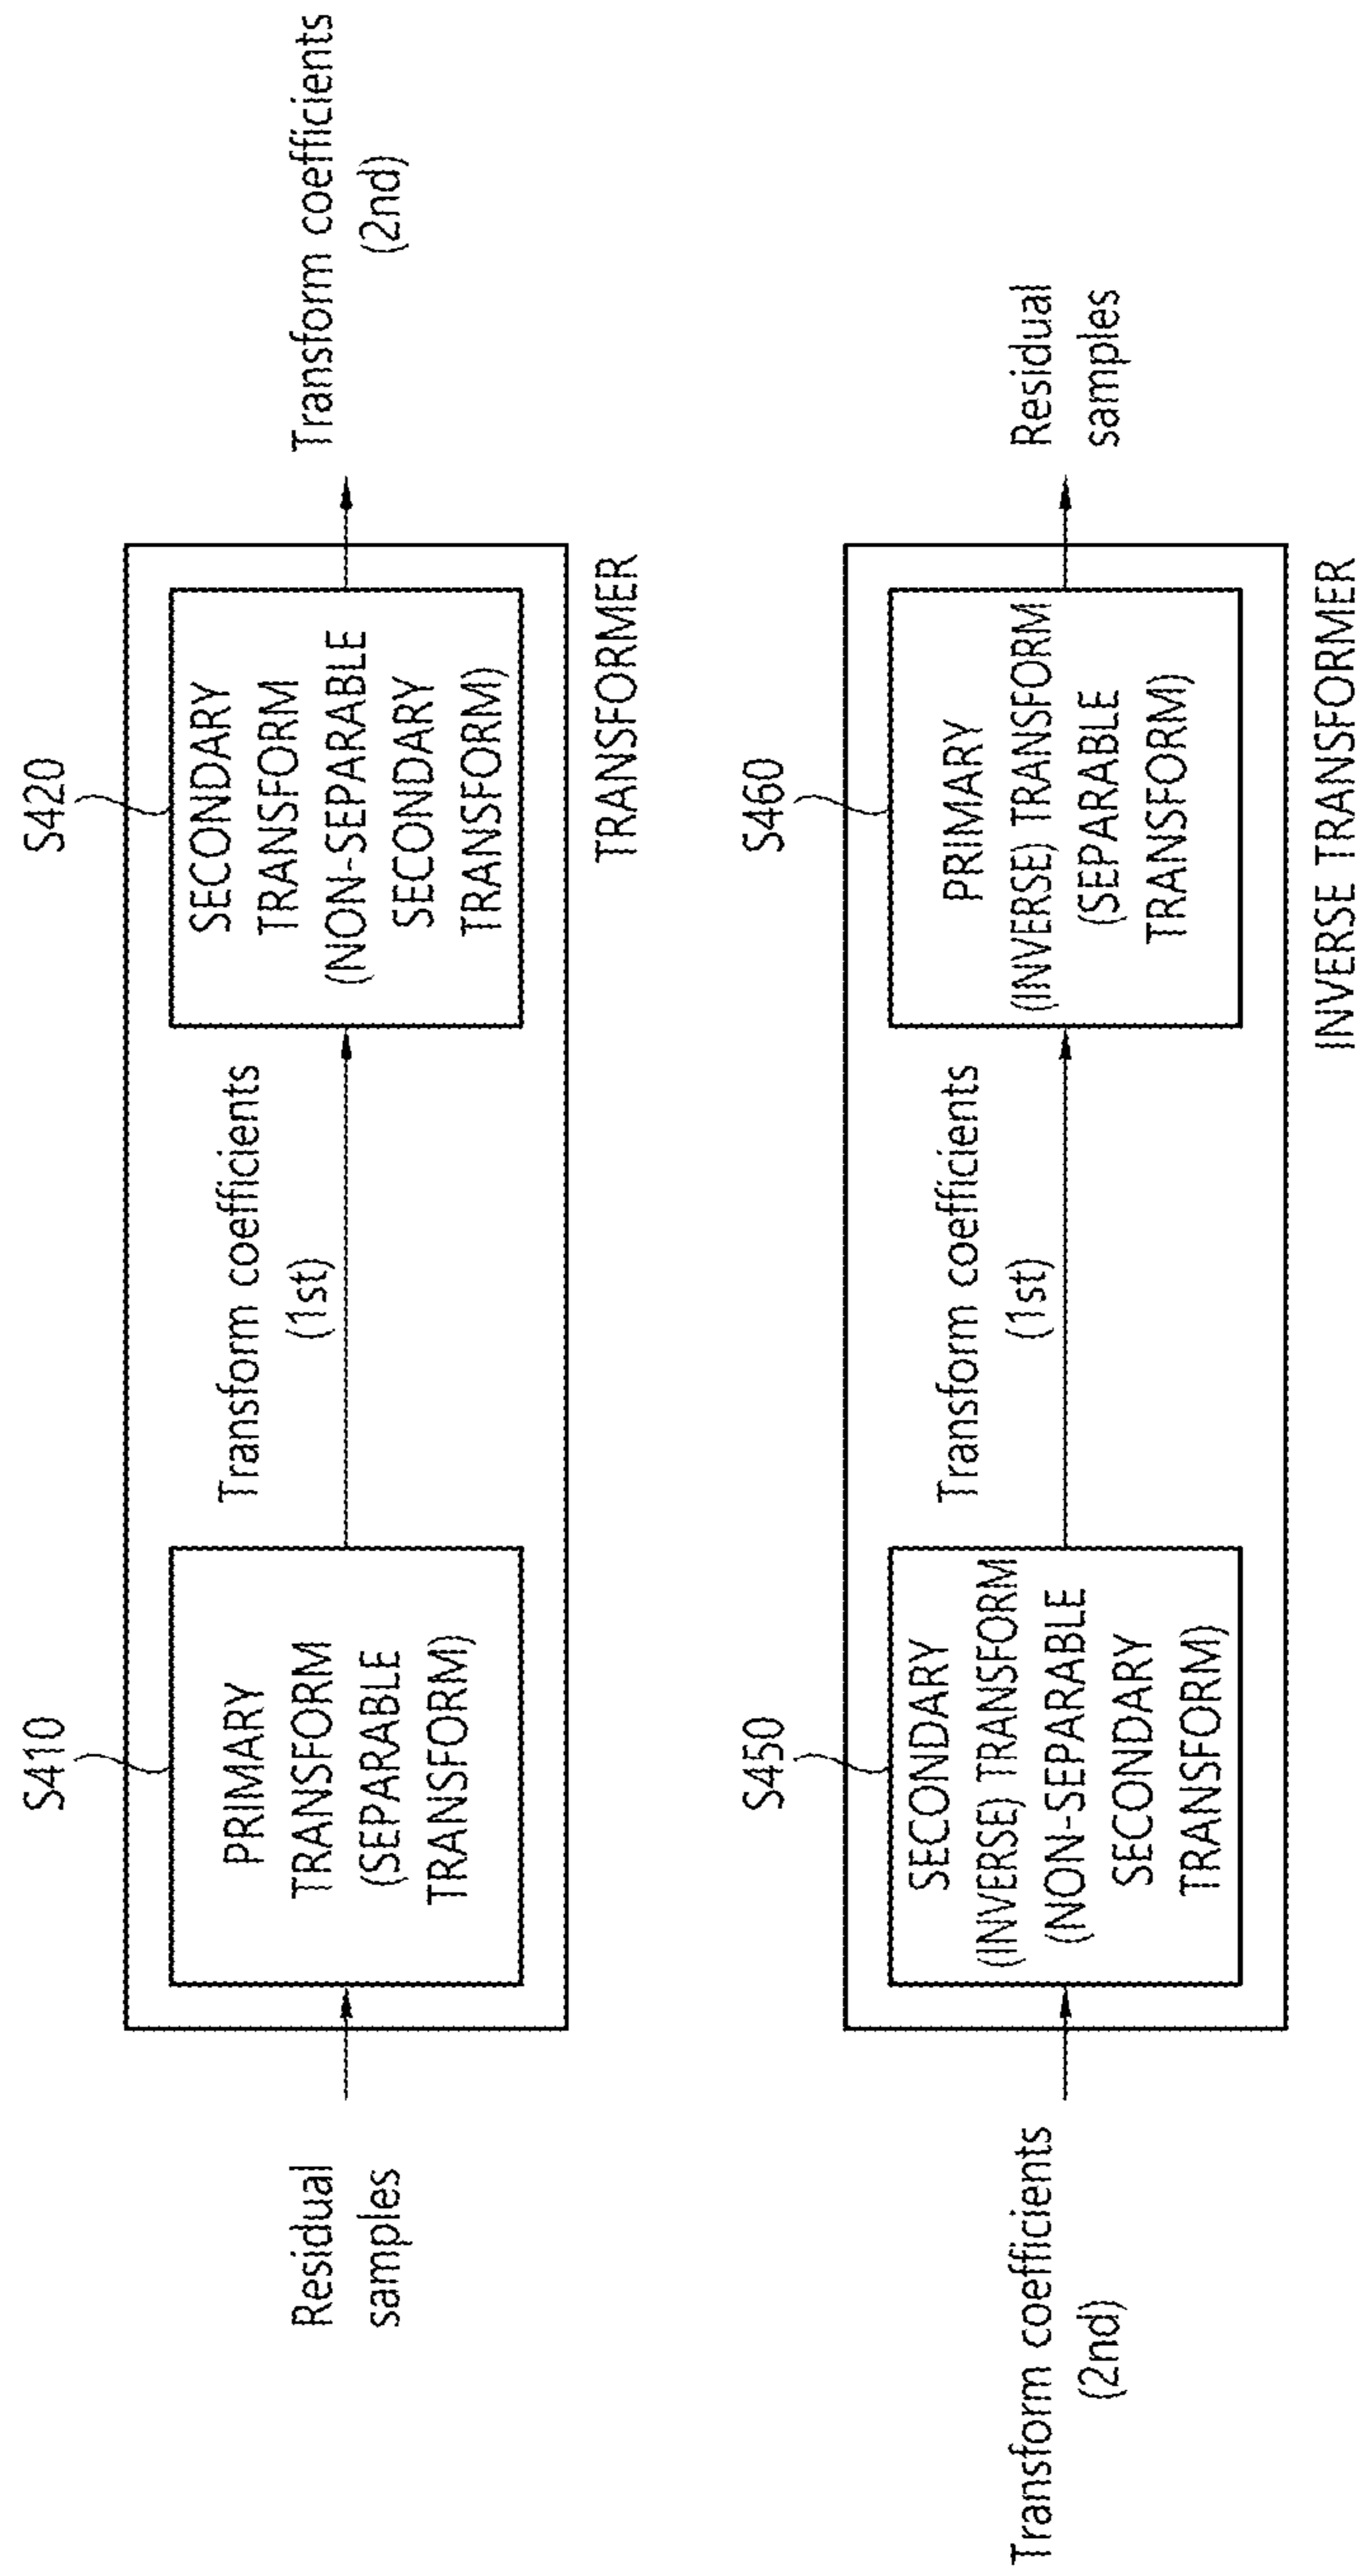 S410
S420
Residual
samples
PRIMARY
TRANSFORM
(SEPARABLE
TRANSFORM)
Transform coefficients
(1st)
SECONDARY
TRANSFORM
(NON-SEPARABLE
SECONDARY
TRANSFORM)
Transform coefficients
(2nd)
TRANSFORMER
S450
S460
Transform coefficients
(2nd)
SECONDARY
(INVERSE) TRANSFORM
(NON-SEPARABLE
SECONDARY
TRANSFORM)
Transform coefficients
(1st)
PRIMARY
(INVERSE) TRANSFORM
(SEPARABLE
TRANSFORM)
Residual
samples
INVERSE TRANSFORMER